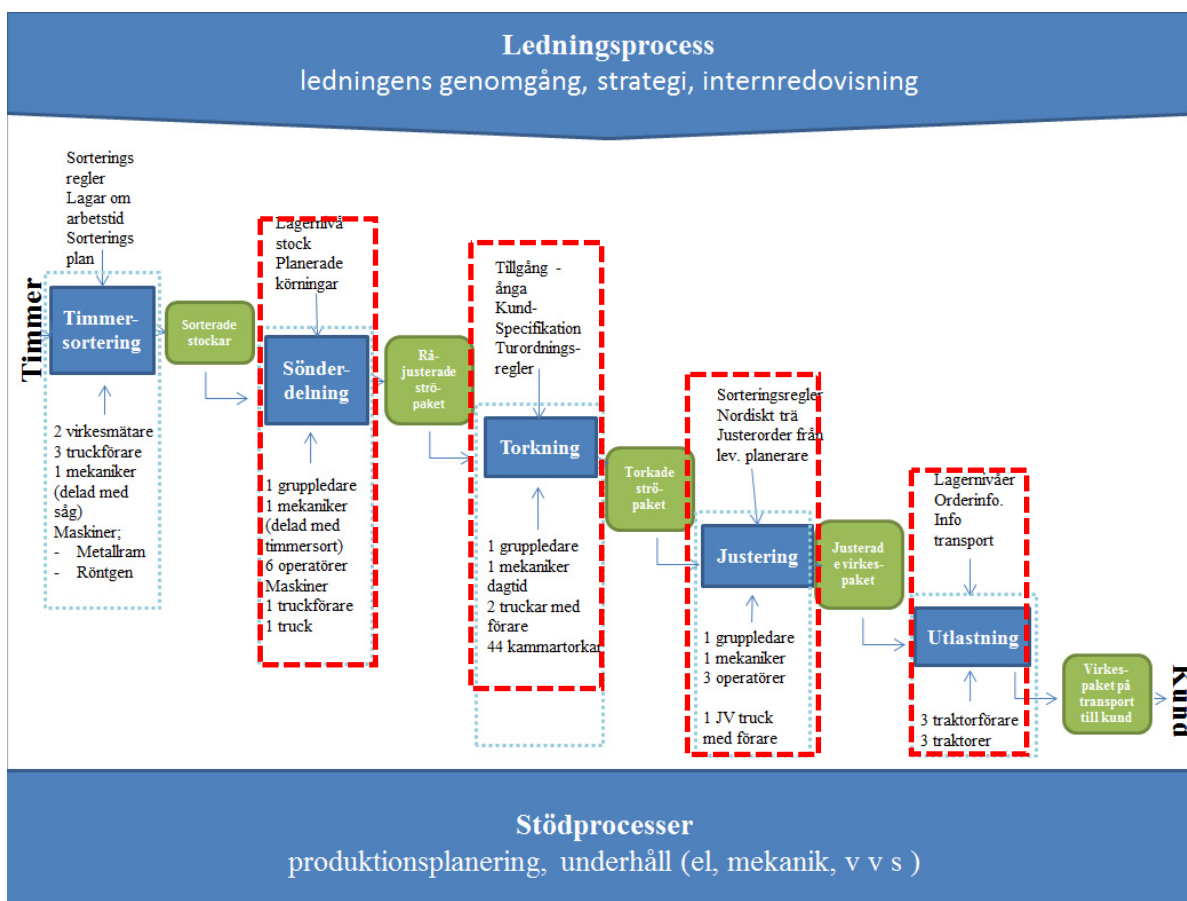 Ledningsprocess
ledningens genomgång, strategi, internredovisning
Timmer
Sorterings
regler
Lagar om
arbetstid
Sorterings
plan
Timmer-
sortering
2 virkesmätare
3 truckförare
1 mekaniker
(delad med
såg)
Maskiner;
- Metallram
- Röntgen
Sorterade
stockar
Lagernivå
stock
Planerade
körningar
Sönder-
delning
1 gruppledare
1 mekaniker
(delad med
timmersort)
6 operatörer
Maskiner
1 truckförare
1 truck
Rå-
justerade
strö-
paket
Tillgång -
ånga
Kund-
Specifikation
Turordnings-
regler
Torkning
1 gruppledare
1 mekaniker
dagtid
2 truckar med
förare
44 kammartorkar
Torkade
strö-
paket
Sorteringsregler
Nordiskt trä
Justerorder från
lev. planerare
Justering
1 gruppledare
1 mekaniker
3 operatörer
1 JV truck
med förare
Justerad
e virkes-
paket
Lagernivåer
Orderinfo.
Info
transport
Utlastning
3 traktorförare
3 traktorer
Virkes-
paket på
transport
till kund
Kund
Stödprocesser
produktionsplanering, underhåll (el, mekanik, v v s )